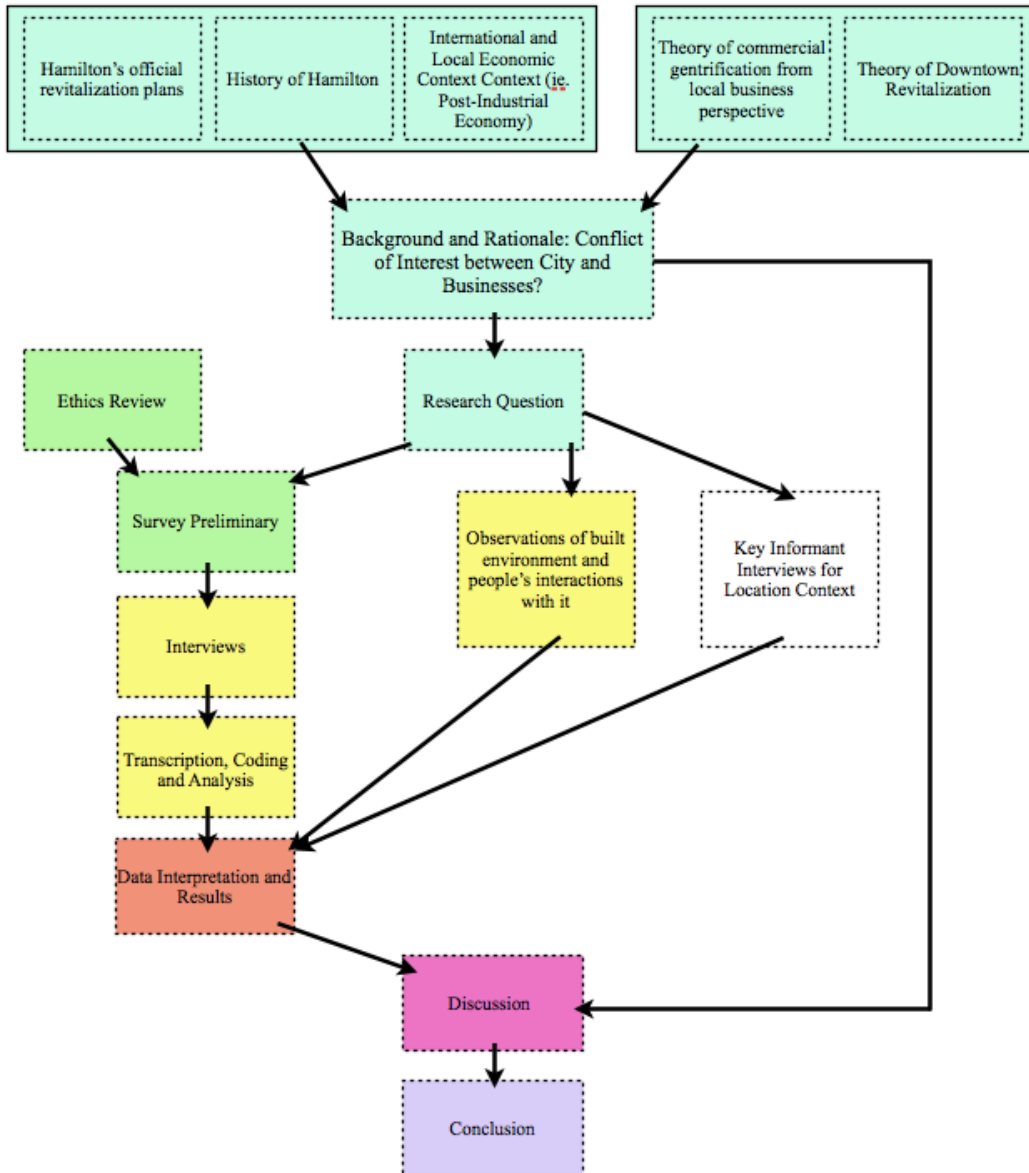 Hamilton's official
revitalization plans
History of Hamilton
International and
Local Economic
Context Context (ie.
Post-Industrial
Economy)
Theory of commercial
gentrification from
local business
perspective
Theory of Downtown;
Revitalization
Background and Rationale: Conflict
of Interest between City and
Businesses?
Ethics Review
Research Question
Survey Preliminary
Observations of built
environment and
people's interactions
with it
Key Informant
Interviews for
Location Context
Interviews
Transcription, Coding
and Analysis
Data Interpretation and
Results
Discussion
Conclusion